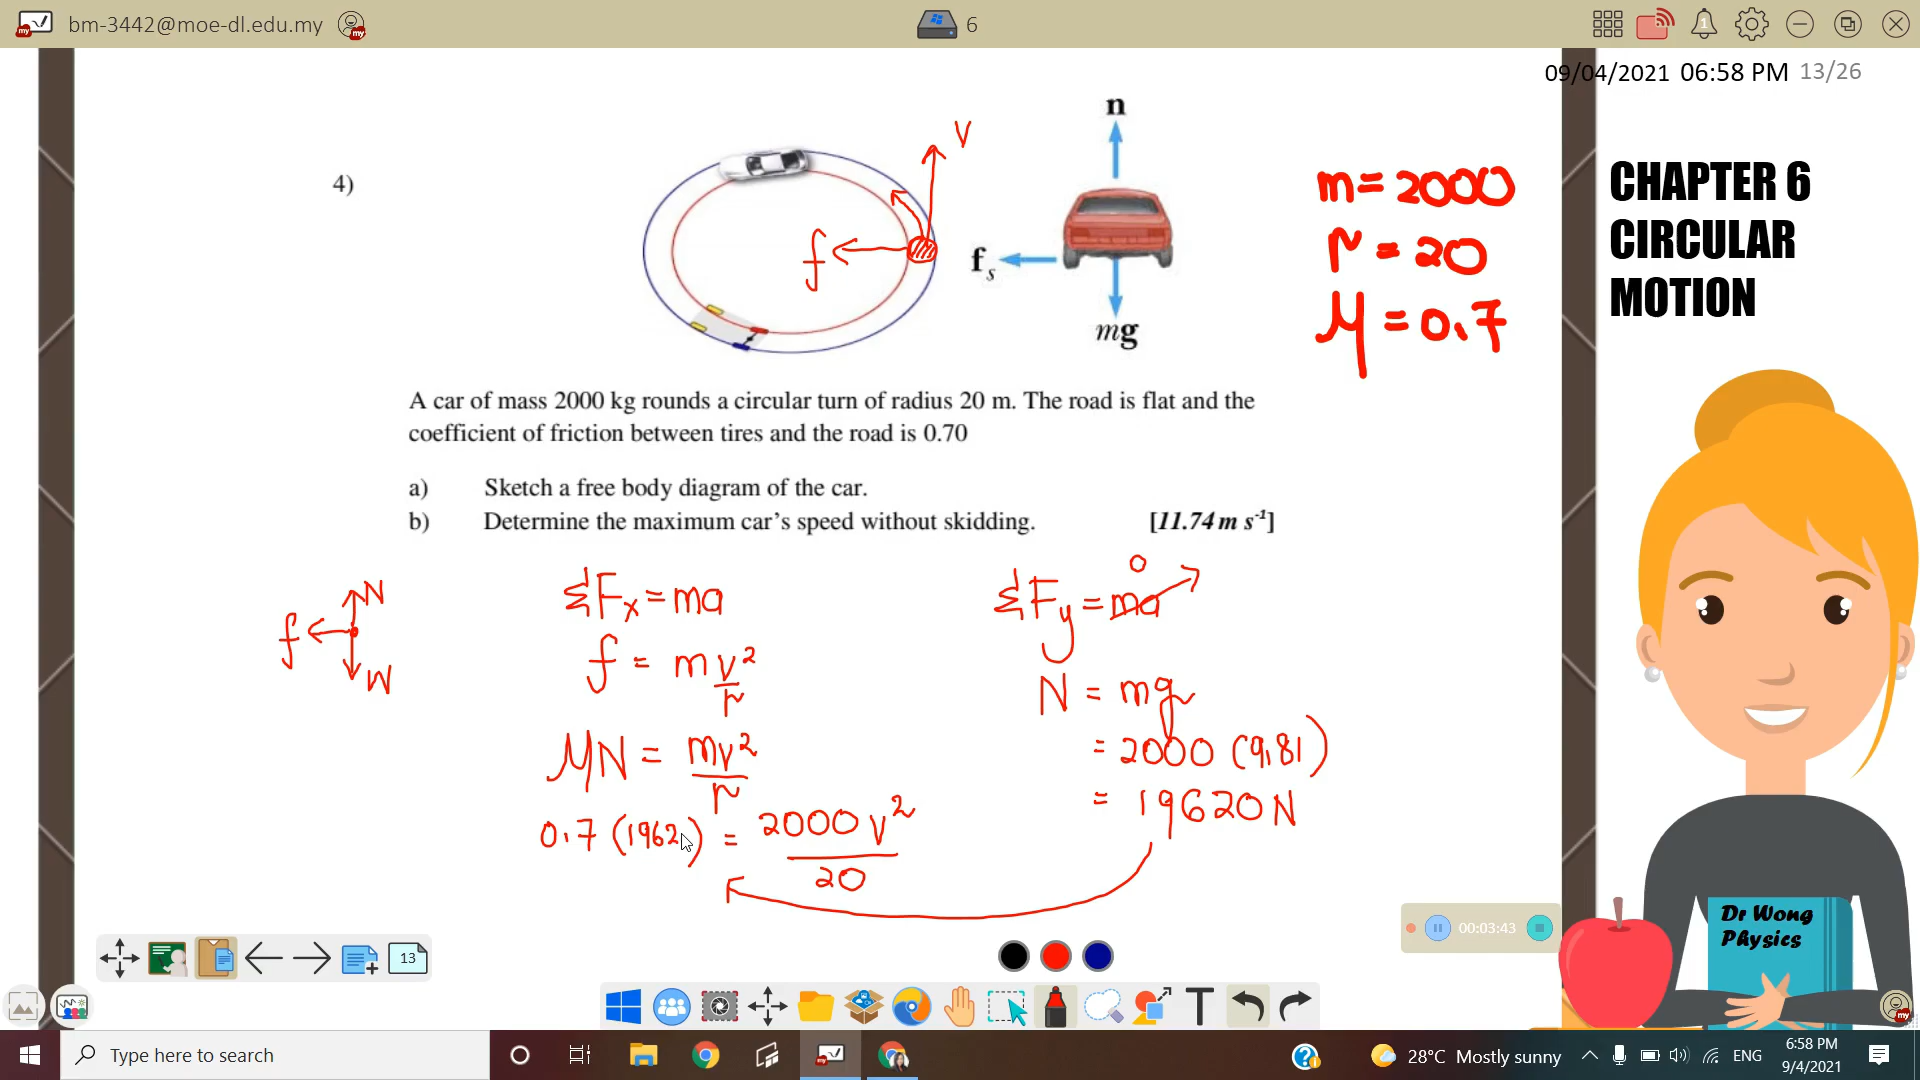 bm-3442@moe-dl.edu.my
6
09/04/2021 06:58 PM 13/26
CHAPTER 6
CIRCULAR
MOTION
4)
v
f
n
f_s
mg
m = 2000
r = 20
μ = 0.7
A car of mass 2000 kg rounds a circular turn of radius 20 m. The road is flat and the
coefficient of friction between tires and the road is 0.70
a) Sketch a free body diagram of the car.
b) Determine the maximum car's speed without skidding. [11.74 m s⁻¹]
N
f
W
ΣFx = ma
f = m v²/r
μN = mv²/r
0.7 (1962 ) = 2000 v²/20
ΣFy = ma 0
N = mg
= 2000 (9.81)
= 19620 N
Dr Wong
Physics
00:03:43
13
Type here to search
28°C Mostly sunny
ENG
6:58 PM
9/4/2021